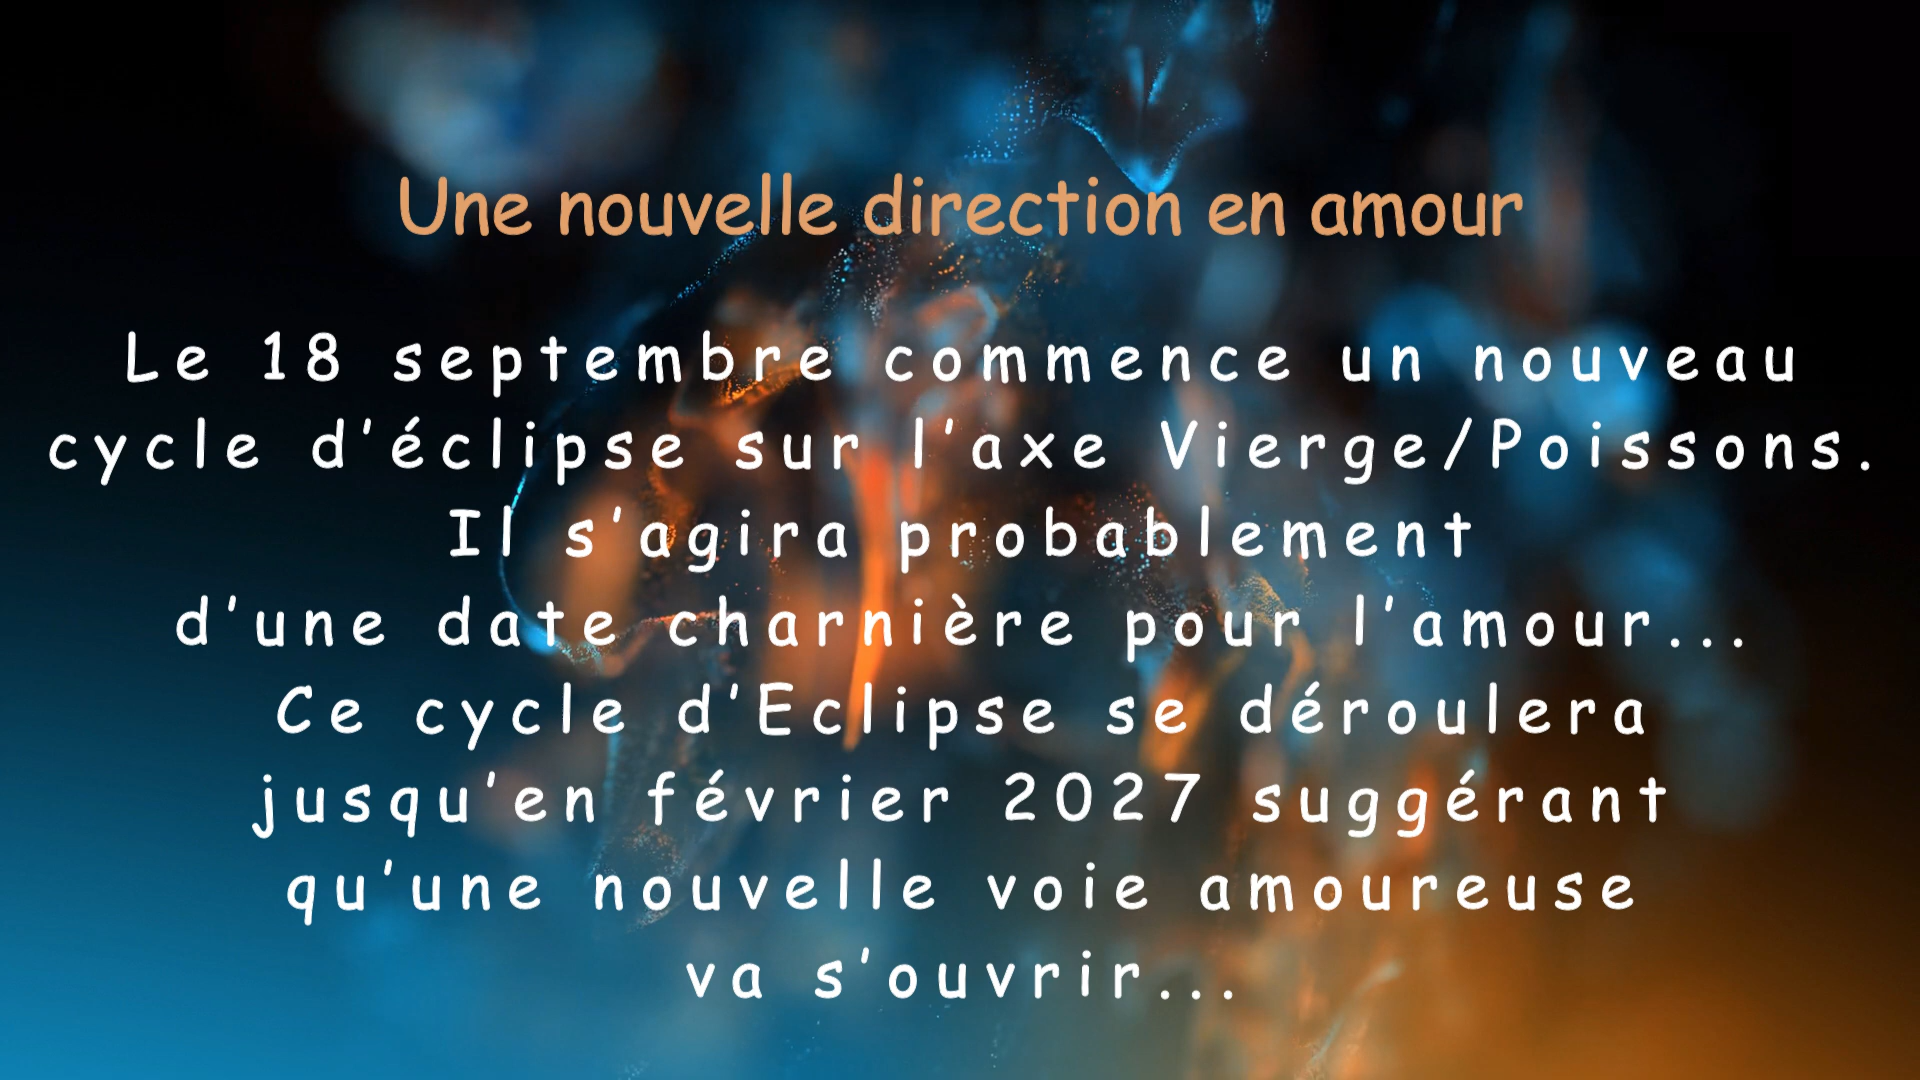 Une nouvelle direction en amour
Le 18 septembre commence un nouveau
cycle d'éclipse sur l'axe Vierge/Poissons.
Il s'agira probablement
d'une date charnière pour l'amour...
Ce cycle d'Eclipse se déroulera
jusqu'en février 2027 suggérant
qu'une nouvelle voie amoureuse
va s'ouvrir...